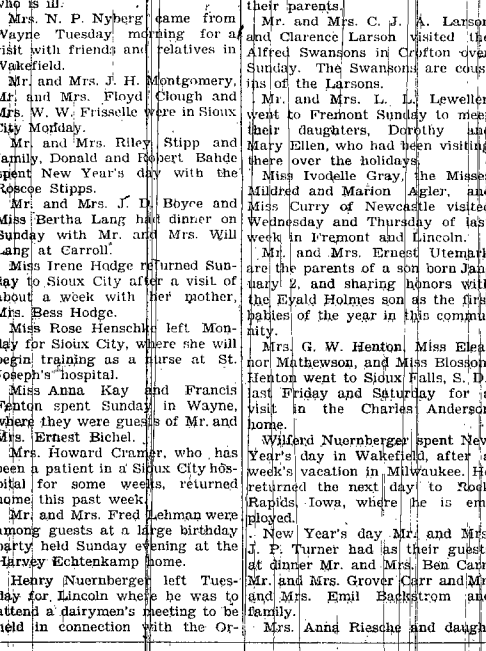 who is ill.
Mrs. N. P. Nyberg came from
Wayne Tuesday morning for a
visit with friends and relatives in
Wakefield.
Mr. and Mrs. J. H. Montgomery,
Mr. and Mrs. Floyd Clough and
Mrs. W. W. Frisselle were in Sioux
City Monday.
Mr. and Mrs. Riley Stipp and
family, Donald and Robert Bahde
spent New Year's day with the
Roscoe Stipps.
Mr. and Mrs. J. D. Boyce and
Miss Bertha Lang had dinner on
Sunday with Mr. and Mrs. Will
Lang at Carroll.
Miss Irene Hodge returned Sun-
day to Sioux City after a visit of
about a week with her mother,
Mrs. Bess Hodge.
Miss Rose Henschke left Mon-
day for Sioux City, where she will
begin training as a nurse at St.
Joseph's hospital.
Miss Anna Kay and Francis
Fenton spent Sunday in Wayne,
where they were guests of Mr. and
Mrs. Ernest Bichel.
Mrs. Howard Cramer, who has
been a patient in a Sioux City hos-
pital for some weeks, returned
home this past week.
Mr. and Mrs. Fred Lehman were
among guests at a large birthday
party held Sunday evening at the
Harvey Echtenkamp home.
Henry Nuernberger left Tues-
day for Lincoln where he was to
attend a dairymen's meeting to be
held in connection with the Or-
their parents.
Mr. and Mrs. C. J. A. Larson
and Clarence Larson visited the
Alfred Swansons in Crofton over
Sunday. The Swansons are cous-
ins of the Larsons.
Mr. and Mrs. L. L. Lewellen
went to Fremont Sunday to meet
their daughters, Dorothy and
Mary Ellen, who had been visiting
there over the holidays.
Miss Ivodelle Gray, the Misses
Mildred and Marion Agler, and
Miss Curry of Newcastle visited
Wednesday and Thursday of last
week in Fremont and Lincoln.
Mr. and Mrs. Ernest Utemark
are the parents of a son born Jan-
uary 2, and sharing honors with
the Evald Holmes son as the first
babies of the year in this commu-
nity.
Mrs. G. W. Henton, Miss Elea-
nor Mathewson, and Miss Blossom
Henton went to Sioux Falls, S. D.
last Friday and Saturday for a
visit in the Charles Anderson
home.
Wilford Nuernberger spent New
Year's day in Wakefield, after a
week's vacation in Milwaukee. He
returned the next day to Rock
Rapids, Iowa, where he is em-
ployed.
New Year's day Mr. and Mrs.
J. P. Turner had as their guests
at dinner Mr. and Mrs. Ben Carr
Mr. and Mrs. Grover Carr and Mr.
and Mrs. Emil Backstrom and
family.
Mrs. Anna Riesche and daugh-